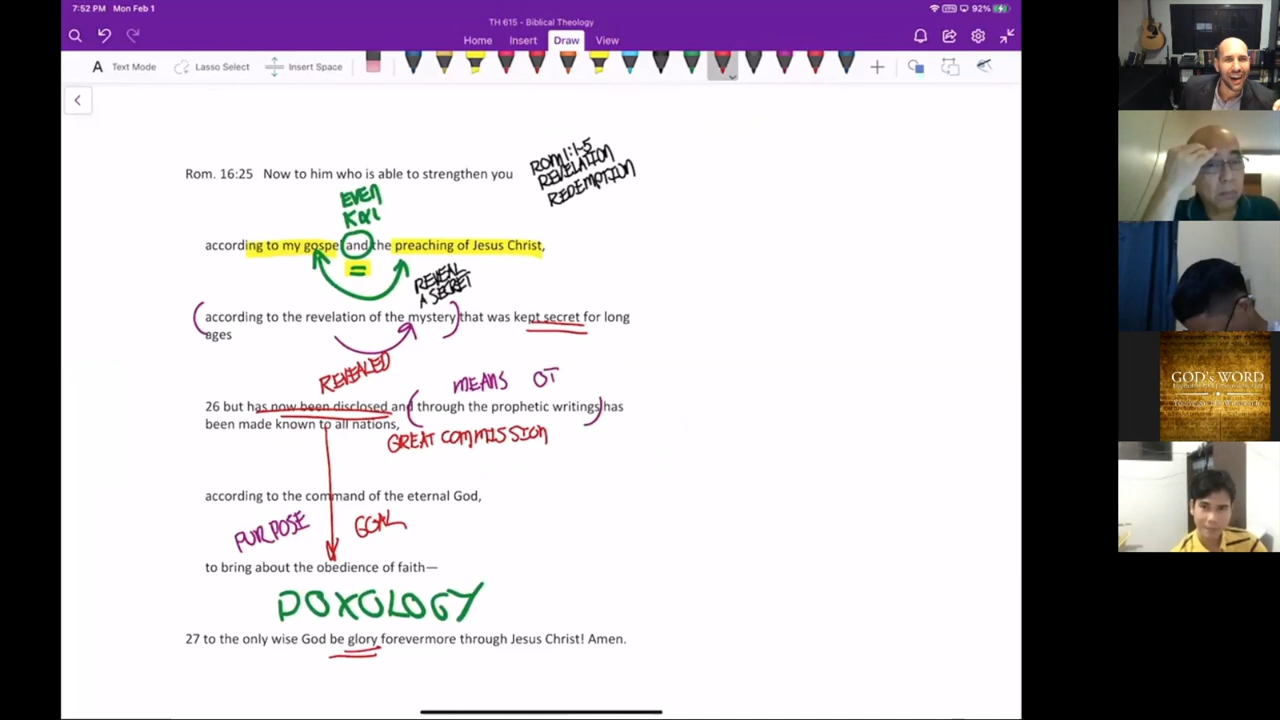 7:52 PM Mon Feb 1
92%
TH 615 - Biblical Theology
Home Insert Draw View
Text Mode Lasso Select Insert Space
Rom. 16:25 Now to him who is able to strengthen you
ROM 1:1-5
REVELATION
REDEMPTION
EVEN
Kαι
according to my gospel and the preaching of Jesus Christ,
=
REVEAL
A SECRET
(according to the revelation of the mystery) that was kept secret for long
ages
REVEALED
MEANS OT
26 but has now been disclosed and (through the prophetic writings) has
been made known to all nations,
GREAT COMMISSION
according to the command of the eternal God,
PURPOSE GOAL
to bring about the obedience of faith—
DOXOLOGY
27 to the only wise God be glory forevermore through Jesus Christ! Amen.
GOD'S WORD